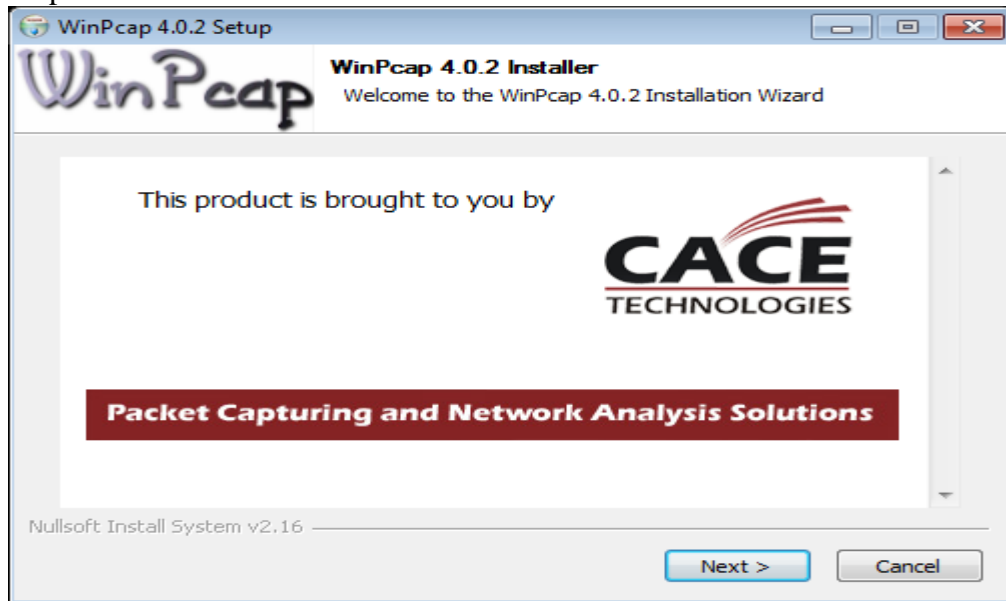 WinPcap 4.0.2 Setup
WinPcap
WinPcap 4.0.2 Installer
Welcome to the WinPcap 4.0.2 Installation Wizard
This product is brought to you by
CACE
TECHNOLOGIES
Packet Capturing and Network Analysis Solutions
Nullsoft Install System v2.16
Next >
Cancel